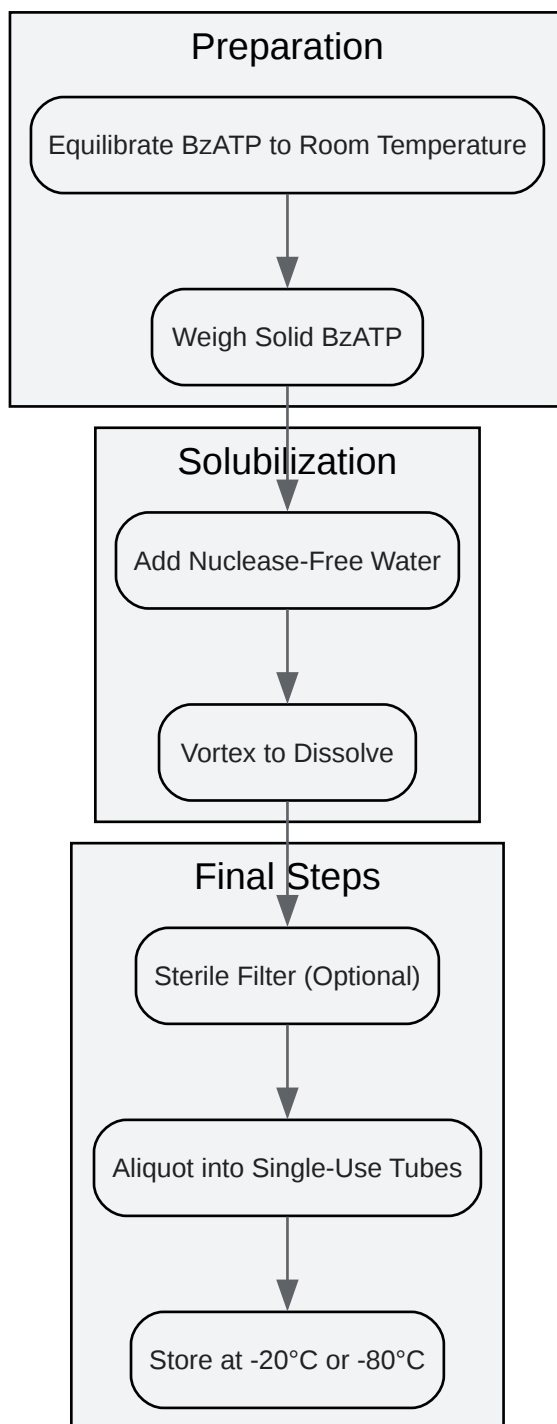 Preparation
Equilibrate BzATP to Room Temperature
Weigh Solid BzATP
Solubilization
Add Nuclease-Free Water
Vortex to Dissolve
Final Steps
Sterile Filter (Optional)
Aliquot into Single-Use Tubes
Store at -20°C or -80°C